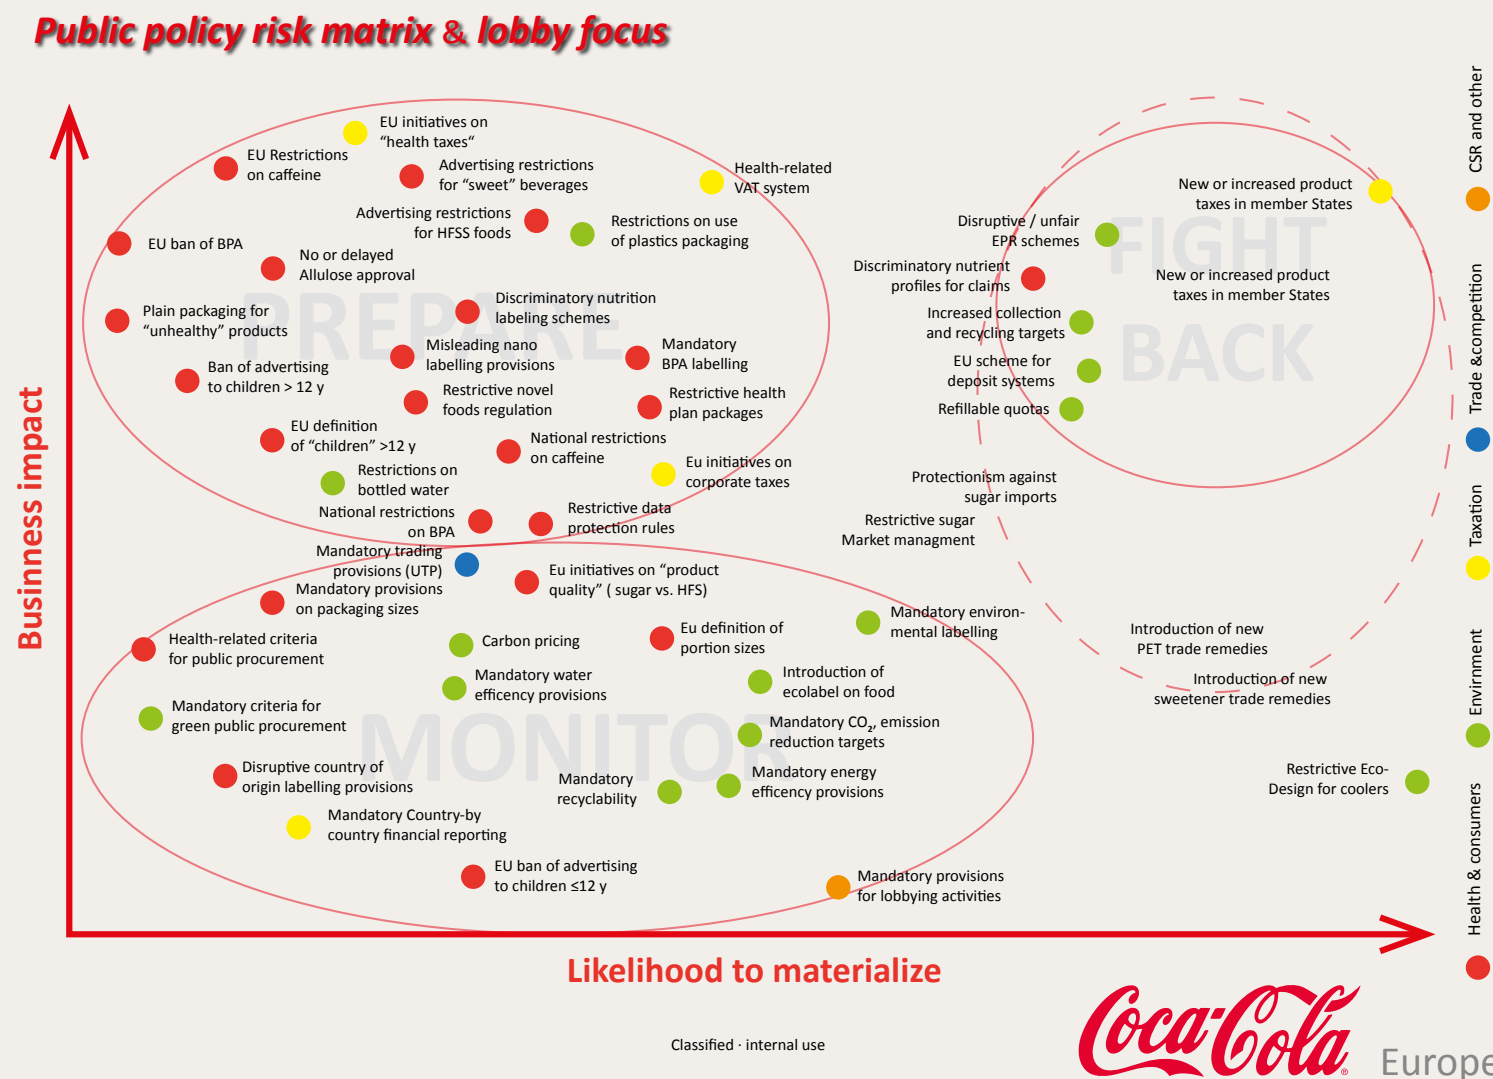 Public policy risk matrix & lobby focus
EU initiatives on
“health taxes“
EU Restrictions
on caffeine
Advertising restrictions
for “sweet” beverages
Health-related
VAT system
Advertising restrictions
for HFSS foods
Restrictions on use
of plastics packaging
EU ban of BPA
No or delayed
Allulose approval
PREPARE
Plain packaging for
“unhealthy” products
Discriminatory nutrition
labeling schemes
Misleading nano
labelling provisions
Mandatory
BPA labelling
Ban of advertising
to children > 12 y
Restrictive novel
foods regulation
Restrictive health
plan packages
EU definition
of “children” >12 y
National restrictions
on caffeine
Restrictions on
bottled water
Eu initiatives on
corporate taxes
National restrictions
on BPA
Restrictive data
protection rules
New or increased product
taxes in member States
Disruptive / unfair
EPR schemes
FIGHT
BACK
Discriminatory nutrient
profiles for claims
New or increased product
taxes in member States
Increased collection
and recycling targets
EU scheme for
deposit systems
Refillable quotas
Protectionism against
sugar imports
Restrictive sugar
Market managment
Introduction of new
PET trade remedies
Introduction of new
sweetener trade remedies
Restrictive Eco-
Design for coolers
Mandatory trading
provisions (UTP)
Eu initiatives on “product
quality” ( sugar vs. HFS)
Mandatory provisions
on packaging sizes
Mandatory environ-
mental labelling
Health-related criteria
for public procurement
Carbon pricing
Eu definition of
portion sizes
Mandatory water
efficency provisions
Introduction of
ecolabel on food
Mandatory criteria for
green public procurement
MONITOR
Mandatory CO₂, emission
reduction targets
Disruptive country of
origin labelling provisions
Mandatory
recyclability
Mandatory energy
efficency provisions
Mandatory Country-by
country financial reporting
EU ban of advertising
to children ≤12 y
Mandatory provisions
for lobbying activities
Businness impact
Likelihood to materialize
CSR and other
Trade &competition
Taxation
Envirnment
Health & consumers
Classified · internal use
Coca-Cola ®
Europe